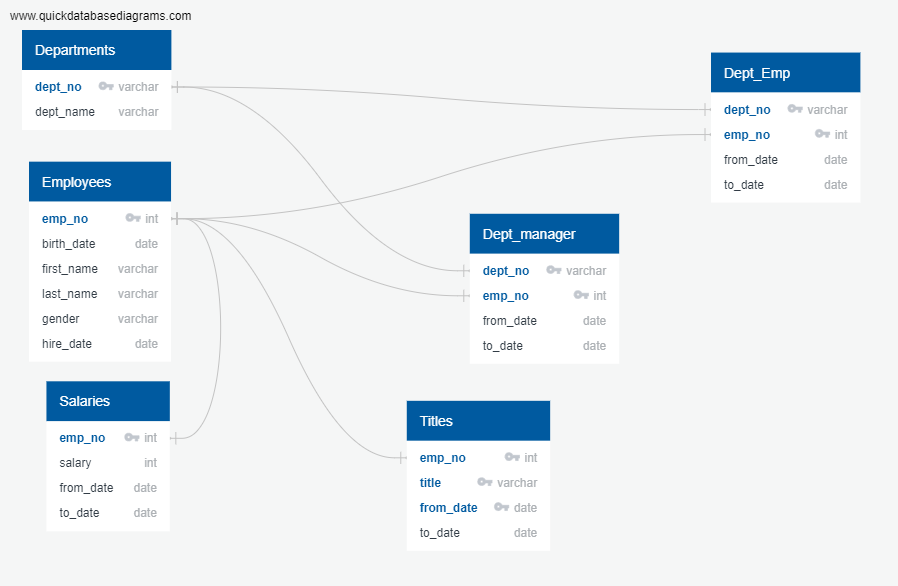 www.quickdatabasediagrams.com
Departments
dept_no varchar
dept_name varchar
Employees
emp_no int
birth_date date
first_name varchar
last_name varchar
gender varchar
hire_date date
Salaries
emp_no int
salary int
from_date date
to_date date
Dept_manager
dept_no varchar
emp_no int
from_date date
to_date date
Titles
emp_no int
title varchar
from_date date
to_date date
Dept_Emp
dept_no varchar
emp_no int
from_date date
to_date date